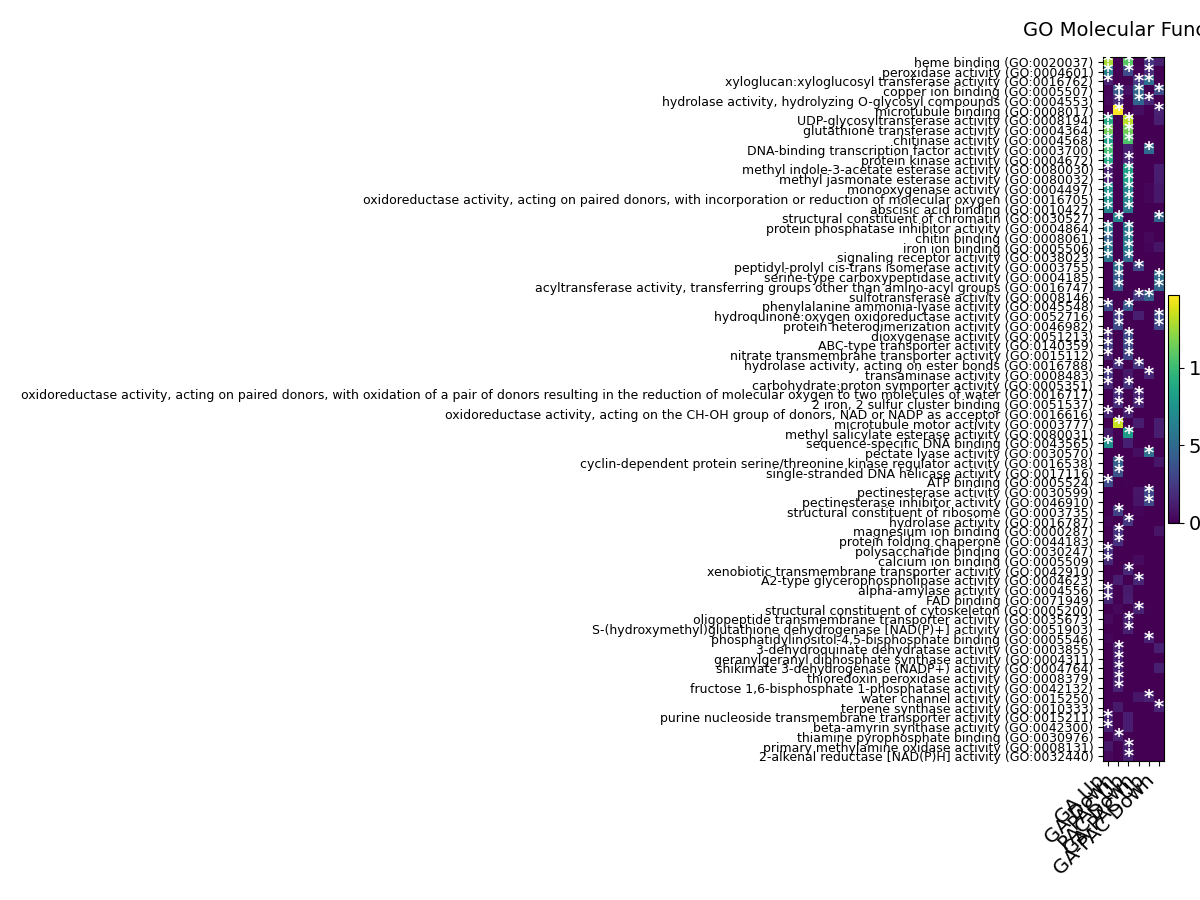 GO Molecular Func
heme binding (GO:0020037)
peroxidase activity (GO:0004601)
xyloglucan:xyloglucosyl transferase activity (GO:0016762)
copper ion binding (GO:0005507)
hydrolase activity, hydrolyzing O-glycosyl compounds (GO:0004553)
microtubule binding (GO:0008017)
UDP-glycosyltransferase activity (GO:0008194)
glutathione transferase activity (GO:0004364)
chitinase activity (GO:0004568)
DNA-binding transcription factor activity (GO:0003700)
protein kinase activity (GO:0004672)
methyl indole-3-acetate esterase activity (GO:0080030)
methyl jasmonate esterase activity (GO:0080032)
monooxygenase activity (GO:0004497)
oxidoreductase activity, acting on paired donors, with incorporation or reduction of molecular oxygen (GO:0016705)
abscisic acid binding (GO:0010427)
structural constituent of chromatin (GO:0030527)
protein phosphatase inhibitor activity (GO:0004864)
chitin binding (GO:0008061)
iron ion binding (GO:0005506)
signaling receptor activity (GO:0038023)
peptidyl-prolyl cis-trans isomerase activity (GO:0003755)
serine-type carboxypeptidase activity (GO:0004185)
acyltransferase activity, transferring groups other than amino-acyl groups (GO:0016747)
sulfotransferase activity (GO:0008146)
phenylalanine ammonia-lyase activity (GO:0045548)
hydroquinone:oxygen oxidoreductase activity (GO:0052716)
protein heterodimerization activity (GO:0046982)
dioxygenase activity (GO:0051213)
ABC-type transporter activity (GO:0140359)
nitrate transmembrane transporter activity (GO:0015112)
hydrolase activity, acting on ester bonds (GO:0016788)
transaminase activity (GO:0008483)
carbohydrate:proton symporter activity (GO:0005351)
oxidoreductase activity, acting on paired donors, with oxidation of a pair of donors resulting in the reduction of molecular oxygen to two molecules of water (GO:0016717)
2 iron, 2 sulfur cluster binding (GO:0051537)
oxidoreductase activity, acting on the CH-OH group of donors, NAD or NADP as acceptor (GO:0016616)
microtubule motor activity (GO:0003777)
methyl salicylate esterase activity (GO:0080031)
sequence-specific DNA binding (GO:0043565)
pectate lyase activity (GO:0030570)
cyclin-dependent protein serine/threonine kinase regulator activity (GO:0016538)
single-stranded DNA helicase activity (GO:0017116)
ATP binding (GO:0005524)
pectinesterase activity (GO:0030599)
pectinesterase inhibitor activity (GO:0046910)
structural constituent of ribosome (GO:0003735)
hydrolase activity (GO:0016787)
magnesium ion binding (GO:0000287)
protein folding chaperone (GO:0044183)
polysaccharide binding (GO:0030247)
calcium ion binding (GO:0005509)
xenobiotic transmembrane transporter activity (GO:0042910)
A2-type glycerophospholipase activity (GO:0004623)
alpha-amylase activity (GO:0004556)
FAD binding (GO:0071949)
structural constituent of cytoskeleton (GO:0005200)
oligopeptide transmembrane transporter activity (GO:0035673)
S-(hydroxymethyl)glutathione dehydrogenase [NAD(P)+] activity (GO:0051903)
phosphatidylinositol-4,5-bisphosphate binding (GO:0005546)
3-dehydroquinate dehydratase activity (GO:0003855)
geranylgeranyl diphosphate synthase activity (GO:0004311)
shikimate 3-dehydrogenase (NADP+) activity (GO:0004764)
thioredoxin peroxidase activity (GO:0008379)
fructose 1,6-bisphosphate 1-phosphatase activity (GO:0042132)
water channel activity (GO:0015250)
terpene synthase activity (GO:0010333)
purine nucleoside transmembrane transporter activity (GO:0015211)
beta-amyrin synthase activity (GO:0042300)
thiamine pyrophosphate binding (GO:0030976)
primary methylamine oxidase activity (GO:0008131)
2-alkenal reductase [NAD(P)H] activity (GO:0032440)
1
5
0
GA Up
GA Down
PAC Up
PAC Down
GA-PAC Up
GA-PAC Down